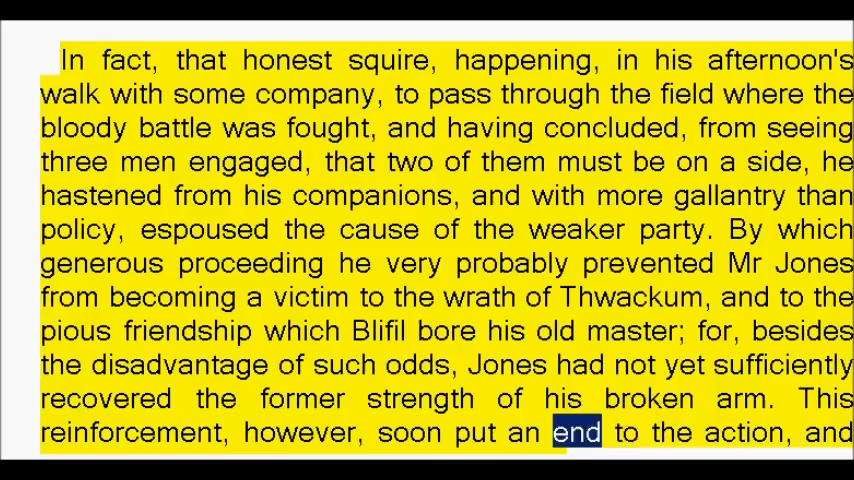 In fact, that honest squire, happening, in his afternoon's
walk with some company, to pass through the field where the
bloody battle was fought, and having concluded, from seeing
three men engaged, that two of them must be on a side, he
hastened from his companions, and with more gallantry than
policy, espoused the cause of the weaker party. By which
generous proceeding he very probably prevented Mr Jones
from becoming a victim to the wrath of Thwackum, and to the
pious friendship which Blifil bore his old master; for, besides
the disadvantage of such odds, Jones had not yet sufficiently
recovered the former strength of his broken arm. This
reinforcement, however, soon put an end to the action, and